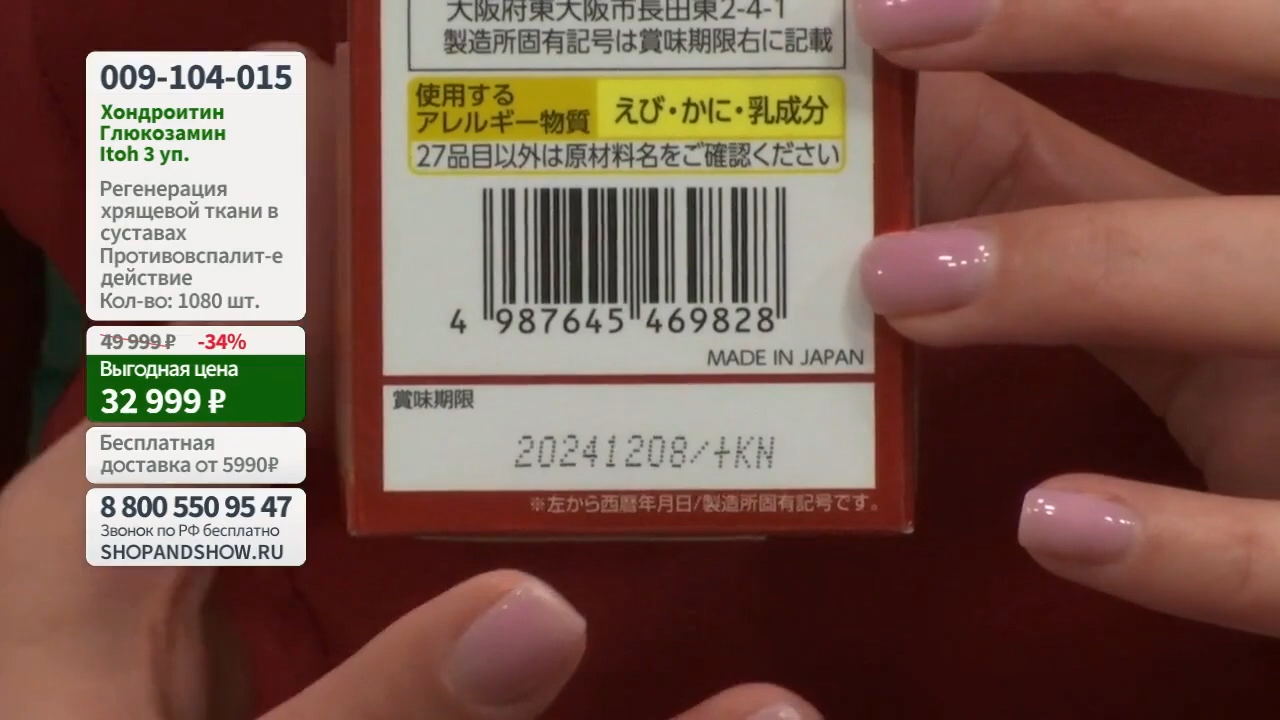 009-104-015
Хондроитин
Глюкозамин
Itoh 3 уп.
Регенерация
хрящевой ткани в
суставах
Противовспалит-е
действие
Кол-во: 1080 шт.
49 999 ₽ -34%
Выгодная цена
32 999 ₽
Бесплатная
доставка от 5990₽
8 800 550 95 47
Звонок по РФ бесплатно
SHOPANDSHOW.RU
大阪府東大阪市長田東2-4-1
製造所固有記号は賞味期限右に記載
使用する
アレルギー物質
えび・かに・乳成分
27品目以外は原材料名をご確認ください
4 987645 469828
MADE IN JAPAN
賞味期限
20241208/+KN
※左から西暦年月日/製造所固有記号です。